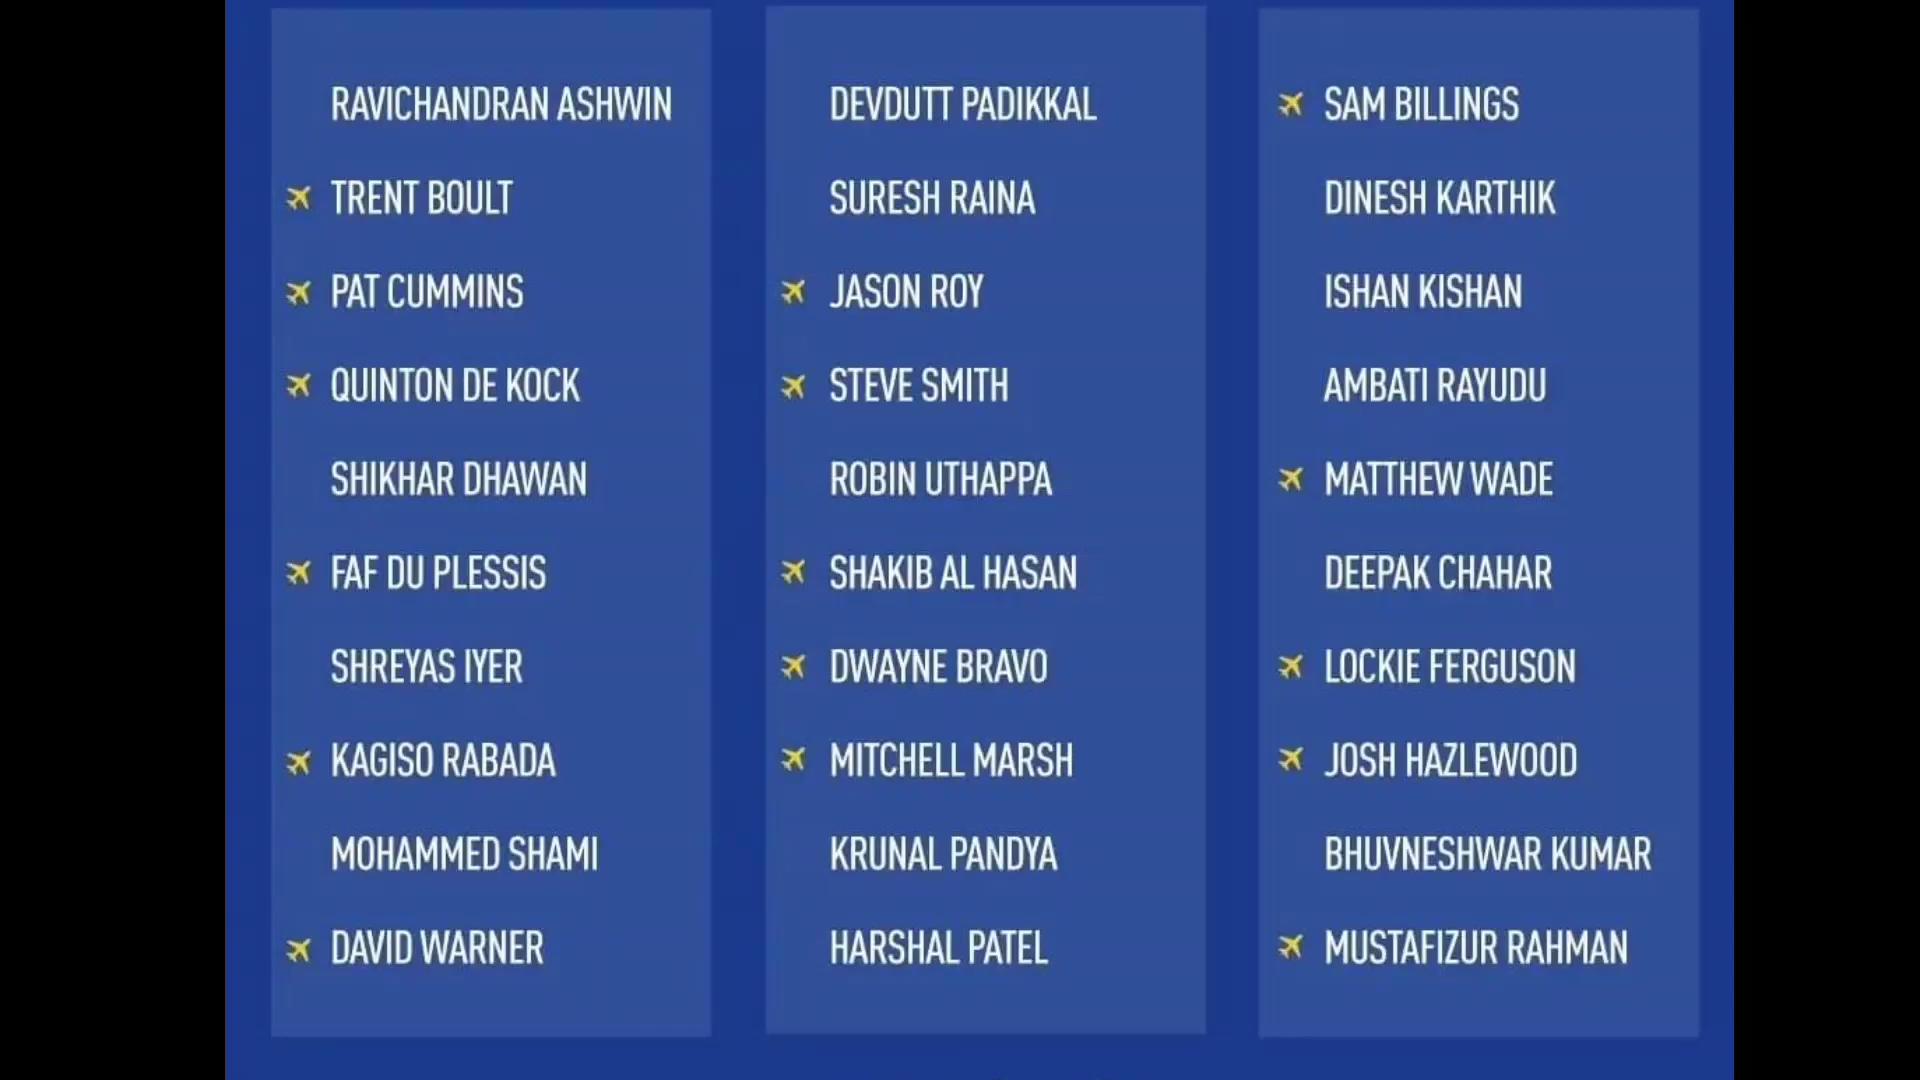 RAVICHANDRAN ASHWIN
TRENT BOULT
PAT CUMMINS
QUINTON DE KOCK
SHIKHAR DHAWAN
FAF DU PLESSIS
SHREYAS IYER
KAGISO RABADA
MOHAMMED SHAMI
DAVID WARNER
DEVDUTT PADIKKAL
SURESH RAINA
JASON ROY
STEVE SMITH
ROBIN UTHAPPA
SHAKIB AL HASAN
DWAYNE BRAVO
MITCHELL MARSH
KRUNAL PANDYA
HARSHAL PATEL
SAM BILLINGS
DINESH KARTHIK
ISHAN KISHAN
AMBATI RAYUDU
MATTHEW WADE
DEEPAK CHAHAR
LOCKIE FERGUSON
JOSH HAZLEWOOD
BHUVNESHWAR KUMAR
MUSTAFIZUR RAHMAN